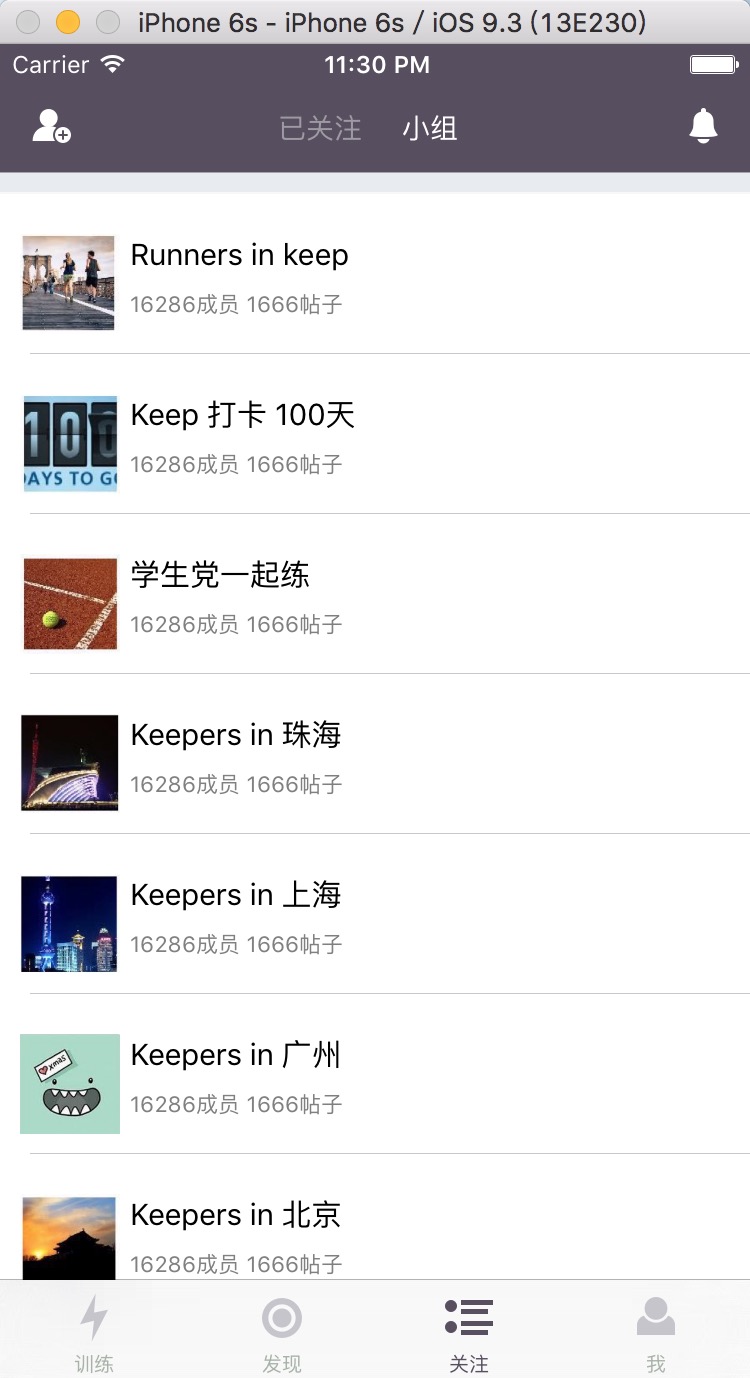 iPhone 6s - iPhone 6s / iOS 9.3 (13E230)
Carrier 11:30 PM
已关注 小组
Runners in keep
16286成员 1666帖子
100
DAYS TO GO
Keep 打卡 100天
16286成员 1666帖子
学生党一起练
16286成员 1666帖子
Keepers in 珠海
16286成员 1666帖子
Keepers in 上海
16286成员 1666帖子
xmas
Keepers in 广州
16286成员 1666帖子
Keepers in 北京
16286成员 1666帖子
训练 发现 关注 我